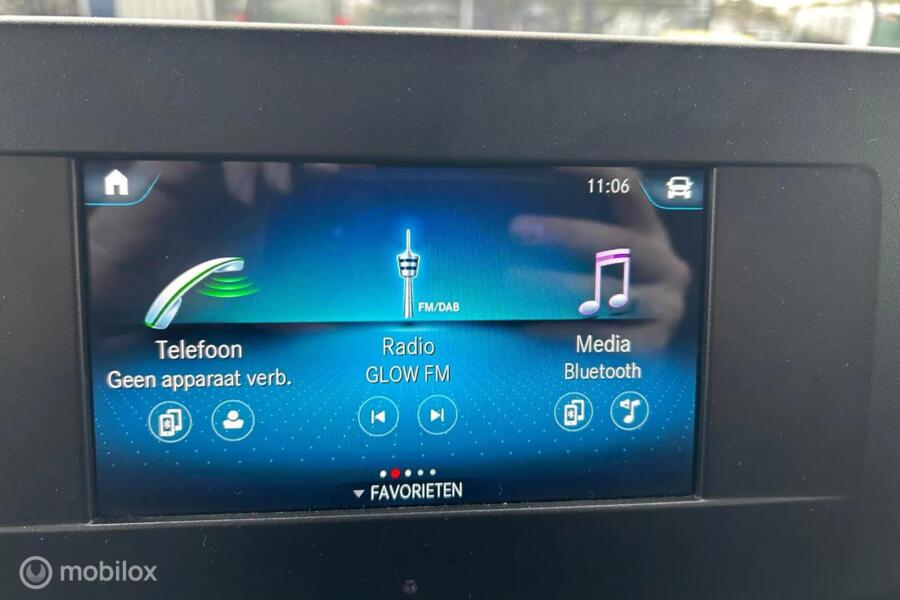 11:06
FM/DAB
Telefoon
Geen apparaat verb.
Radio
GLOW FM
Media
Bluetooth
FAVORIETEN
mobilox